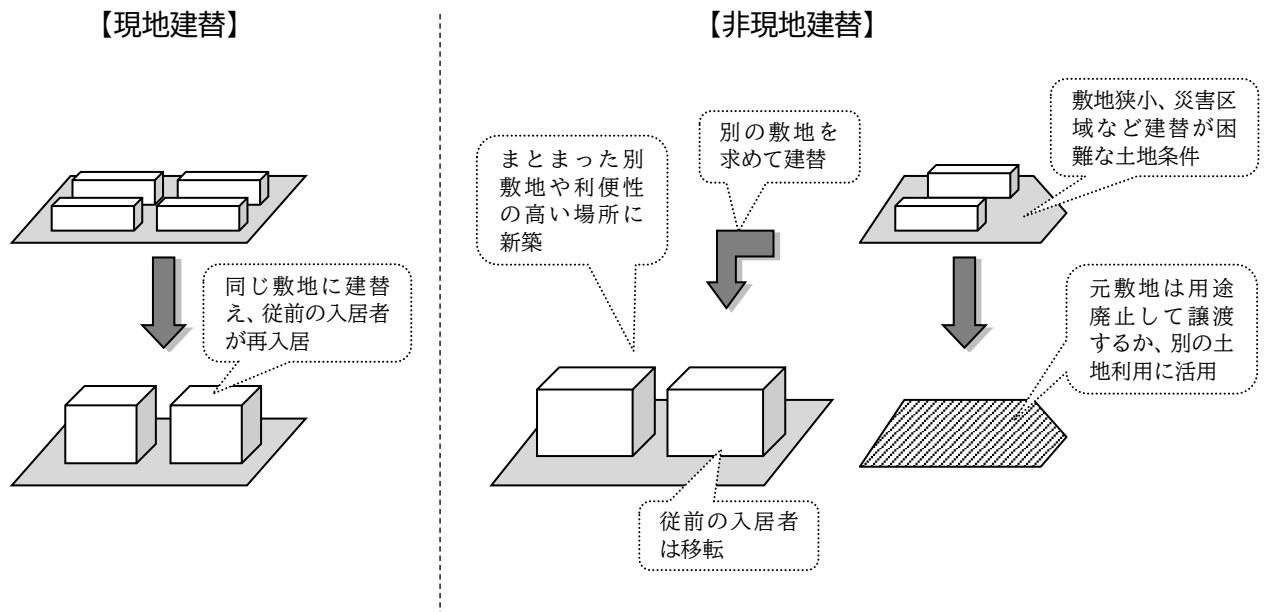 【現地建替】
同じ敷地に建替
え、従前の入居者
が再入居
【非現地建替】
まとまった別
敷地や利便性
の高い場所に
新築
別の敷地を
求めて建替
敷地狭小、災害区
域など建替が困
難な土地条件
元敷地は用途
廃止して譲渡
するか、別の土
地利用に活用
従前の入居者
は移転